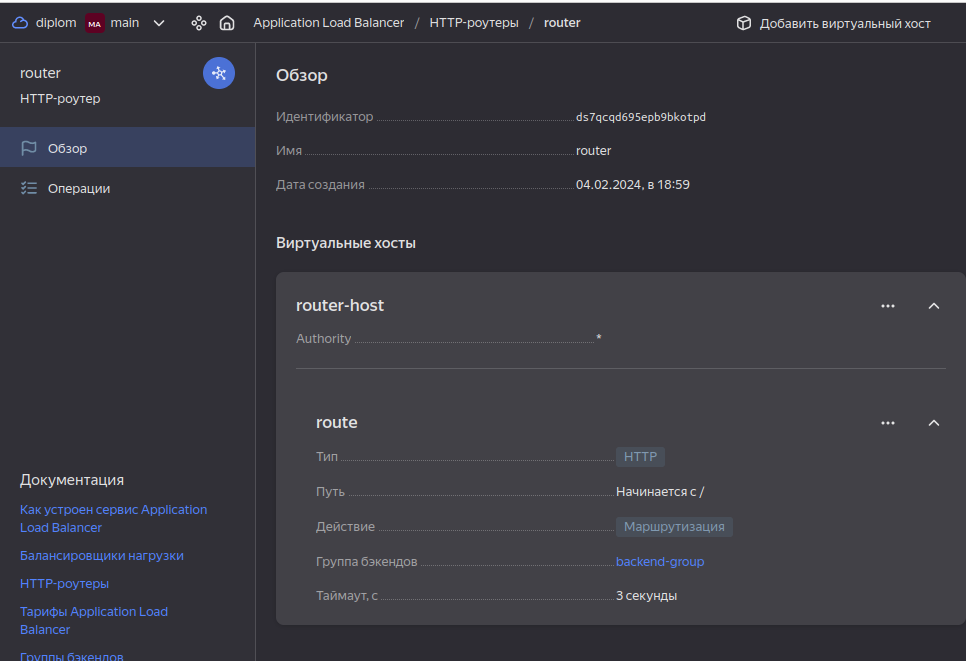 diplom MA main Application Load Balancer / HTTP-роутеры / router Добавить виртуальный хост
router
HTTP-роутер
Обзор
Операции
Документация
Как устроен сервис Application
Load Balancer
Балансировщики нагрузки
HTTP-роутеры
Тарифы Application Load
Balancer
Группы бэкендов
Обзор
Идентификатор ds7qcqd695epb9bkotpd
Имя router
Дата создания 04.02.2024, в 18:59
Виртуальные хосты
router-host
Authority *
route
Тип HTTP
Путь Начинается с /
Действие Маршрутизация
Группа бэкендов backend-group
Таймаут, с 3 секунды